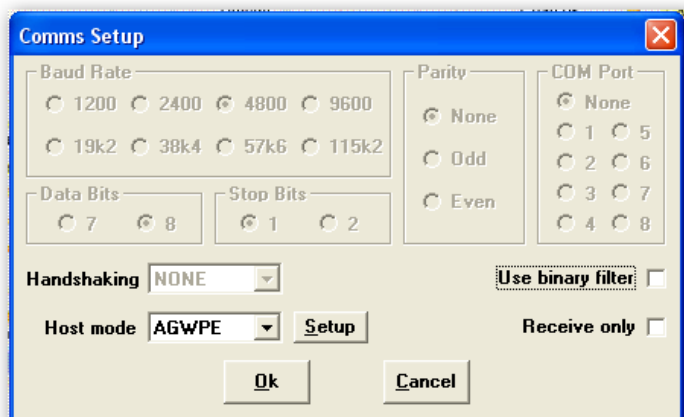 Comms Setup
Baud Rate
1200 2400 4800 9600
19k2 38k4 57k6 115k2
Parity
None
Odd
Even
COM Port
None
1 5
2 6
3 7
4 8
Data Bits
7 8
Stop Bits
1 2
Handshaking NONE
Use binary filter
Host mode AGWPE Setup
Receive only
Ok Cancel